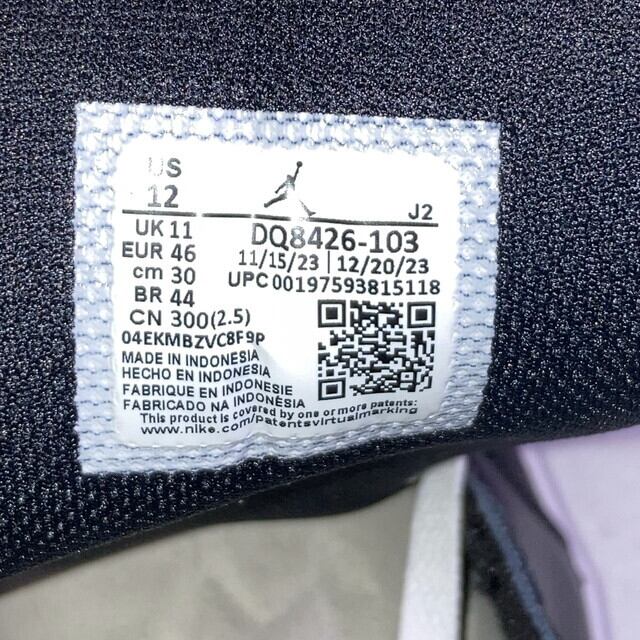 US
12
J2
UK 11
EUR 46
cm 30
BR 44
CN 300(2.5)
DQ8426-103
11/15/23 | 12/20/23
UPC 00197593815118
04EKMBZVC8F9P
MADE IN INDONESIA
HECHO EN INDONESIA
FABRIQUE EN INDONESIE
FABRICADO NA INDONÈSIA
This product is covered by one or more patents:
www.nike.com/patentsvirtualmarking